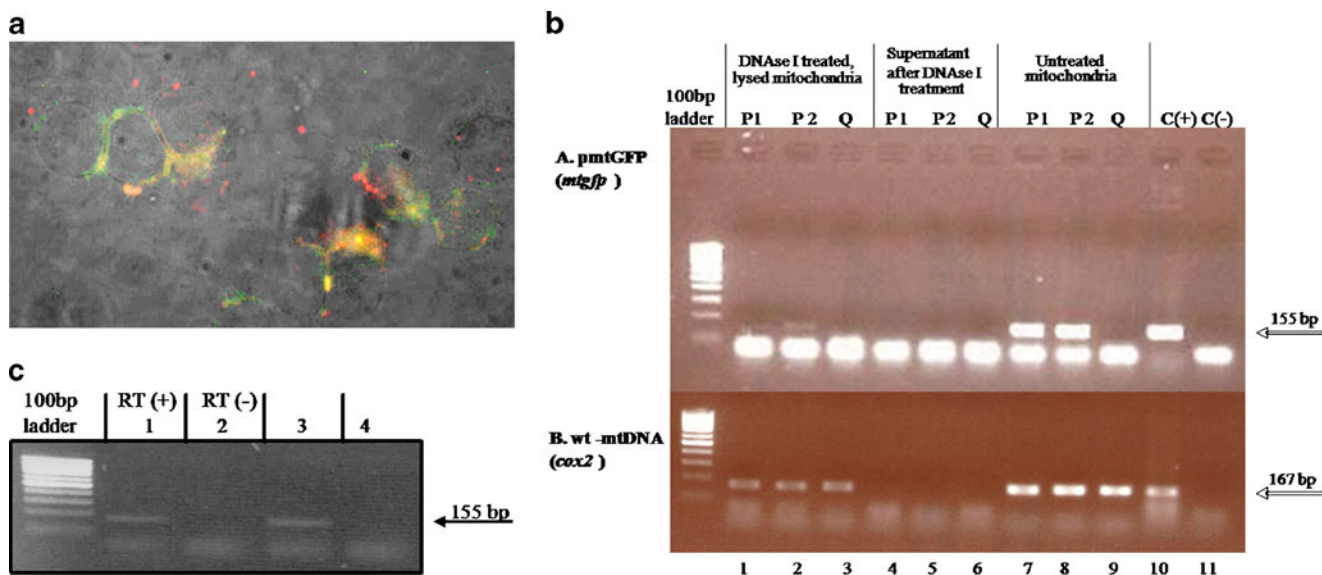 a
b
DNAse I treated,
lysed mitochondria
Supernatant
after DNAse I
treatment
Untreated
mitochondria
100bp
ladder
P1 P2 Q P1 P2 Q P1 P2 Q C(+) C(-)
A. pmtGFP
(mtgfp )
155 bp
B. wt -mtDNA
(cox2 )
167 bp
1 2 3 4 5 6 7 8 9 10 11
c
100bp
ladder
RT (+)
1
RT (-)
2
3
4
155 bp